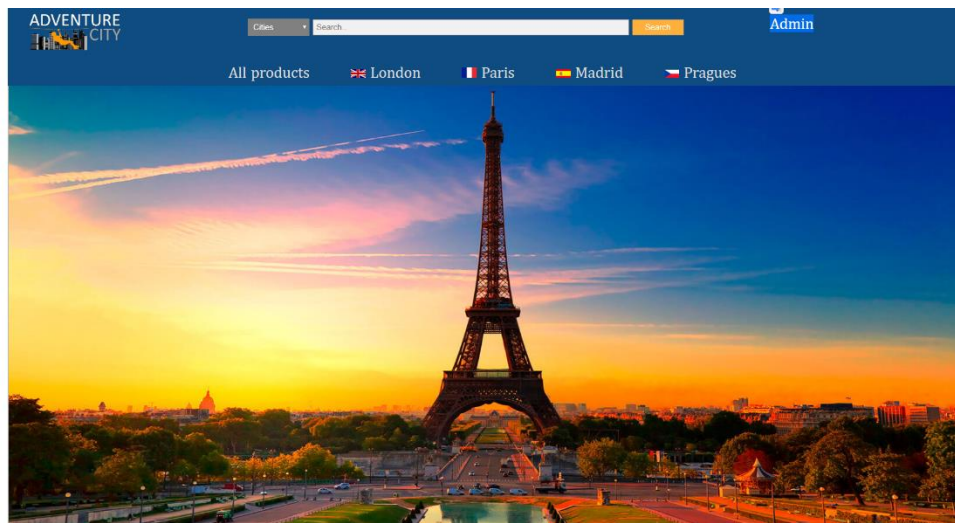 ADVENTURE
CITY
Cities
Search...
Search
Admin
All products
London
Paris
Madrid
Pragues